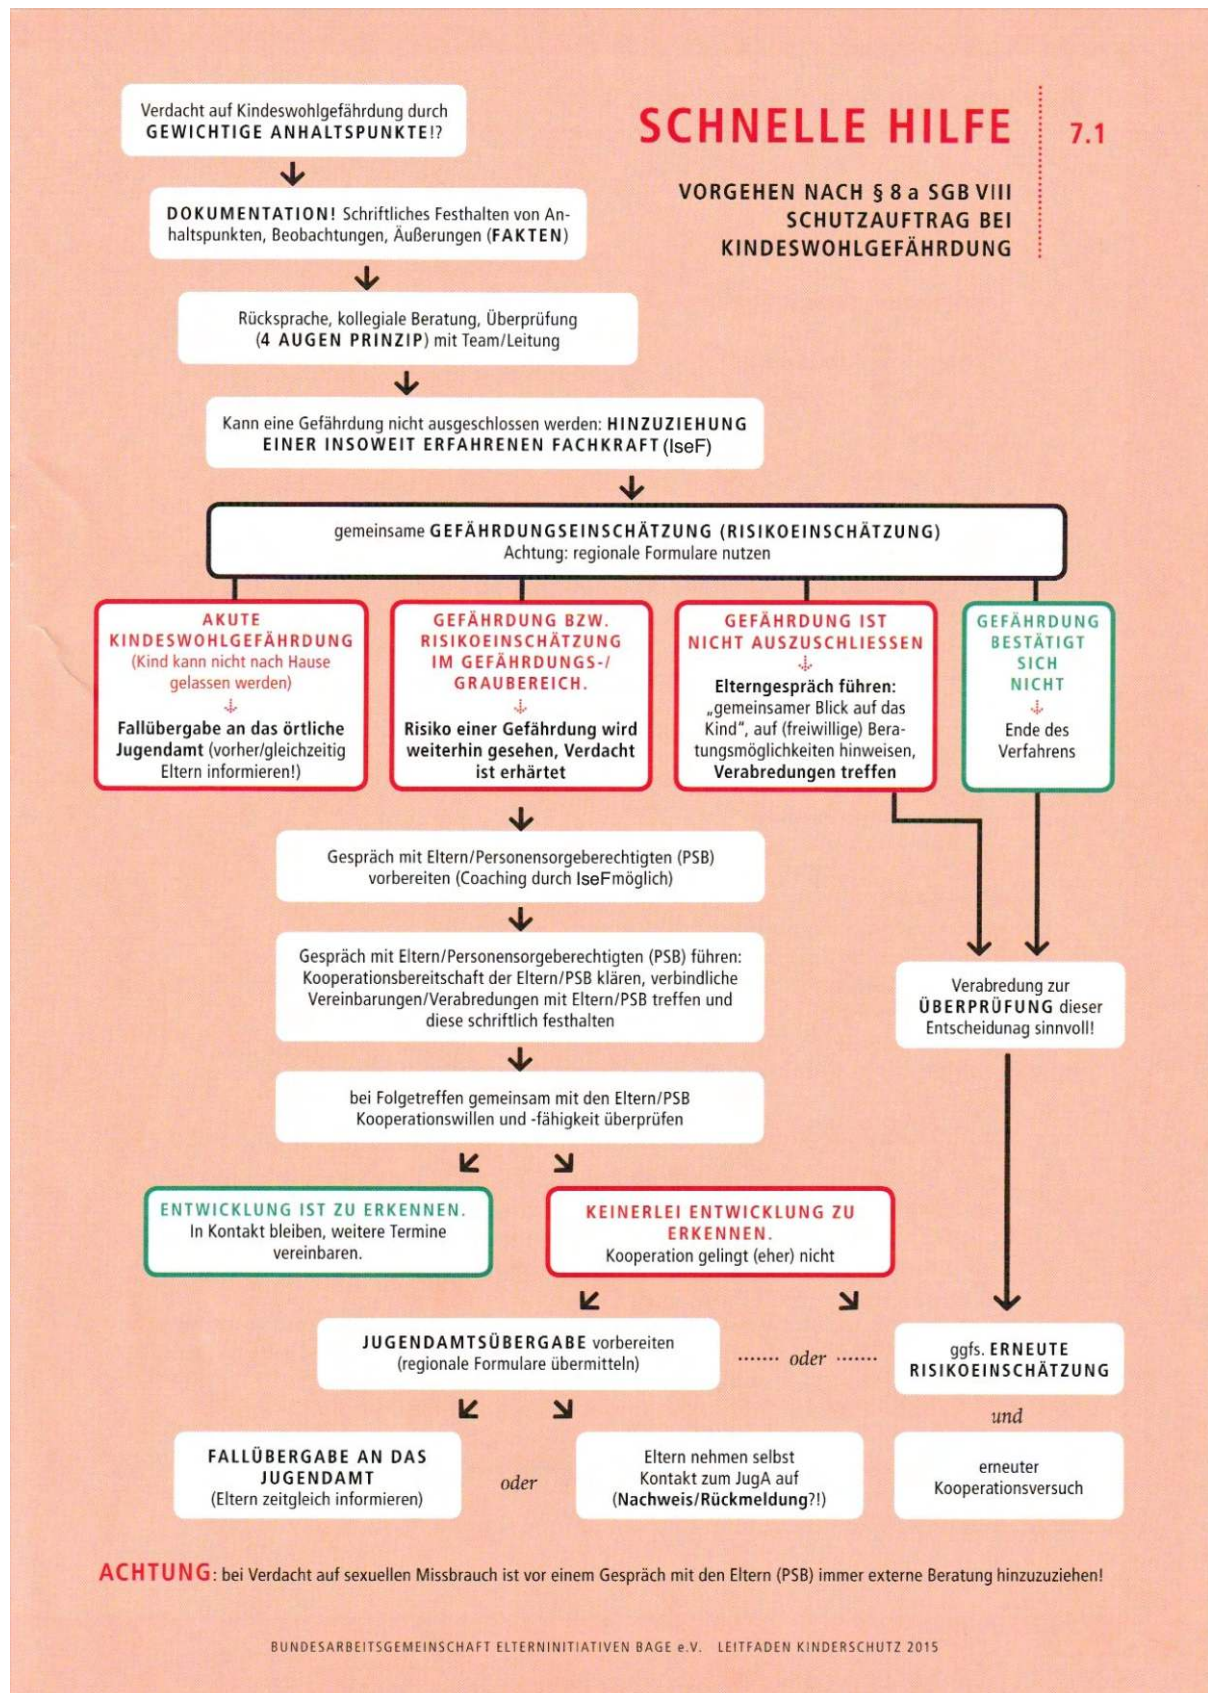 Verdacht auf Kindeswohlgefährdung durch
GEWICHTIGE ANHALTSPUNKTE!?
SCHNELLE HILFE
7.1
VORGEHEN NACH § 8 a SGB VIII
SCHUTZAUFTRAG BEI
KINDESWOHLGEFÄHRDUNG
DOKUMENTATION! Schriftliches Festhalten von An-
haltspunkten, Beobachtungen, Äußerungen (FAKTEN)
Rücksprache, kollegiale Beratung, Überprüfung
(4 AUGEN PRINZIP) mit Team/Leitung
Kann eine Gefährdung nicht ausgeschlossen werden: HINZUZIEHUNG
EINER INSOWEIT ERFAHRENEN FACHKRAFT (IseF)
gemeinsame GEFÄHRDUNGSEINSCHÄTZUNG (RISIKOEINSCHÄTZUNG)
Achtung: regionale Formulare nutzen
AKUTE
KINDESWOHLGEFÄHRDUNG
(Kind kann nicht nach Hause
gelassen werden)
Fallübergabe an das örtliche
Jugendamt (vorher/gleichzeitig
Eltern informieren!)
GEFÄHRDUNG BZW.
RISIKOEINSCHÄTZUNG
IM GEFÄHRDUNGS-/
GRAUBEREICH.
Risiko einer Gefährdung wird
weiterhin gesehen, Verdacht
ist erhärtet
GEFÄHRDUNG IST
NICHT AUSZUSCHLIESSEN
Elterngespräch führen:
„gemeinsamer Blick auf das
Kind“, auf (freiwillige) Bera-
tungsmöglichkeiten hinweisen,
Verabredungen treffen
GEFÄHRDUNG
BESTÄTIGT
SICH
NICHT
Ende des
Verfahrens
Gespräch mit Eltern/Personensorgeberechtigten (PSB)
vorbereiten (Coaching durch IseF möglich)
Gespräch mit Eltern/Personensorgeberechtigten (PSB) führen:
Kooperationsbereitschaft der Eltern/PSB klären, verbindliche
Vereinbarungen/Verabredungen mit Eltern/PSB treffen und
diese schriftlich festhalten
Verabredung zur
ÜBERPRÜFUNG dieser
Entscheidunag sinnvoll!
bei Folgetreffen gemeinsam mit den Eltern/PSB
Kooperationswillen und -fähigkeit überprüfen
ENTWICKLUNG IST ZU ERKENNEN.
In Kontakt bleiben, weitere Termine
vereinbaren.
KEINERLEI ENTWICKLUNG ZU
ERKENNEN.
Kooperation gelingt (eher) nicht
JUGENDAMTSÜBERGABE vorbereiten
(regionale Formulare übermitteln)
oder
ggfs. ERNEUTE
RISIKOEINSCHÄTZUNG
und
FALLÜBERGABE AN DAS
JUGENDAMT
(Eltern zeitgleich informieren)
oder
Eltern nehmen selbst
Kontakt zum JugA auf
(Nachweis/Rückmeldung?!)
erneuter
Kooperationsversuch
ACHTUNG: bei Verdacht auf sexuellen Missbrauch ist vor einem Gespräch mit den Eltern (PSB) immer externe Beratung hinzuzuziehen!
BUNDESARBEITSGEMEINSCHAFT ELTERNINITIATIVEN BAGE e.V. LEITFADEN KINDERSCHUTZ 2015